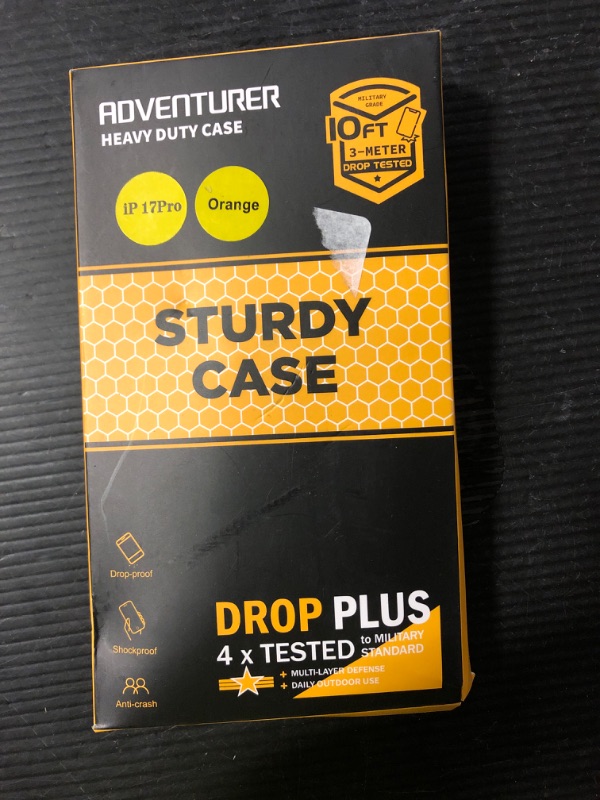 ADVENTURER
HEAVY DUTY CASE
MILITARY
GRADE
10FT
3-METER
DROP TESTED
iP 17Pro
Orange
STURDY
CASE
Drop-proof
Shockproof
Anti-crash
DROP PLUS
4 x TESTED to MILITARY
STANDARD
+ MULTI-LAYER DEFENSE
+ DAILY OUTDOOR USE